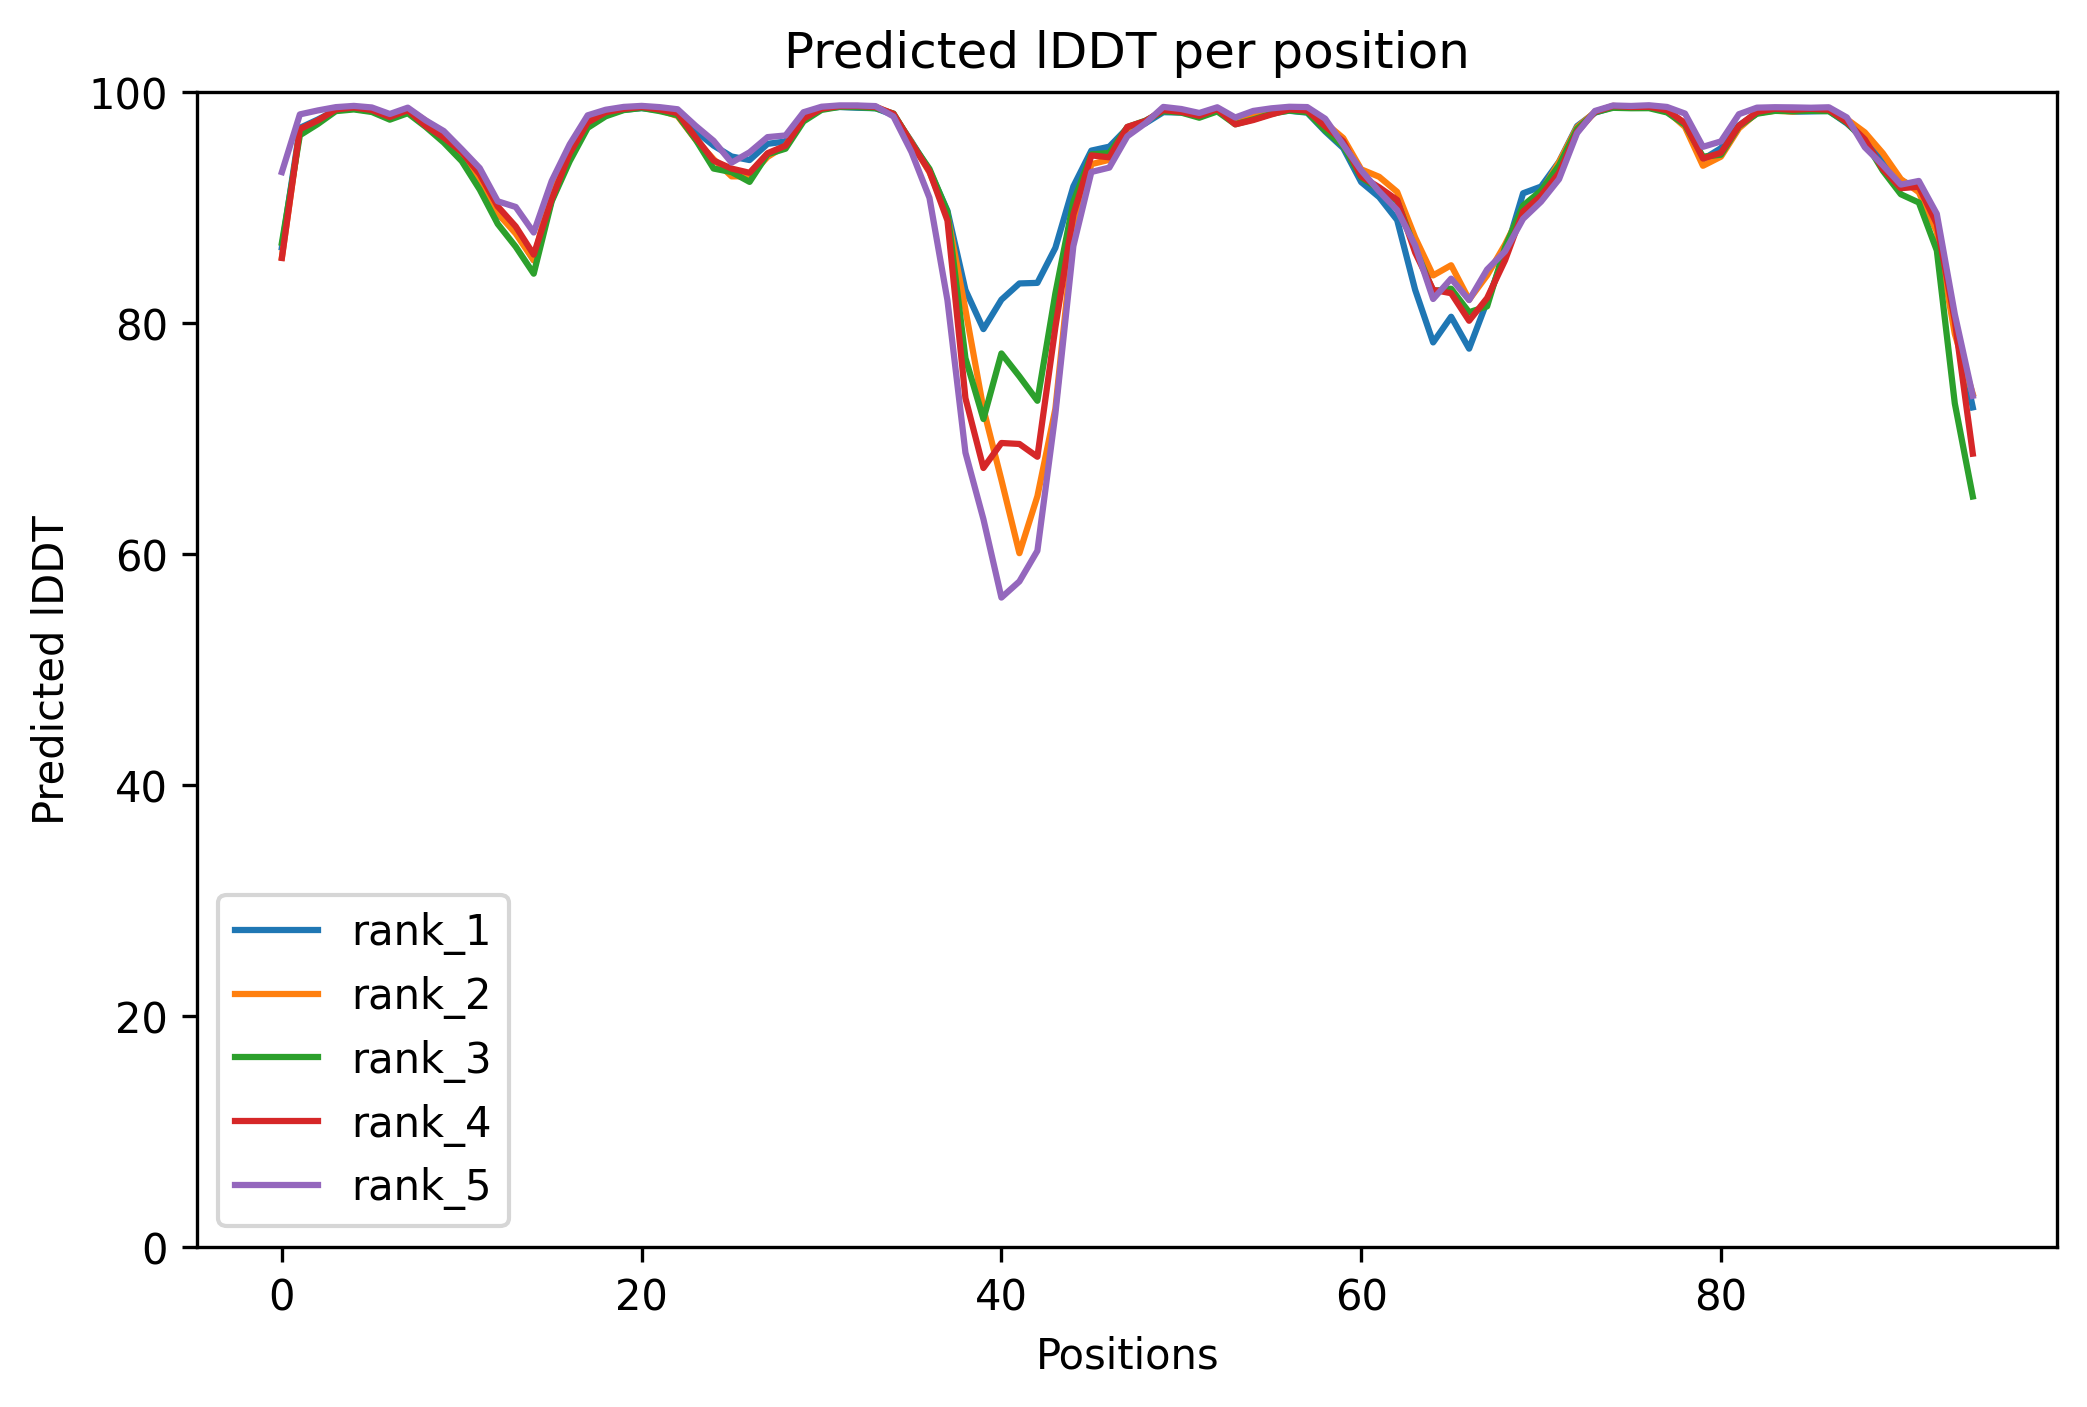 Predicted lDDT per position
100
80
60
40
20
0
Predicted lDDT
rank_1
rank_2
rank_3
rank_4
rank_5
0 20 40 60 80
Positions